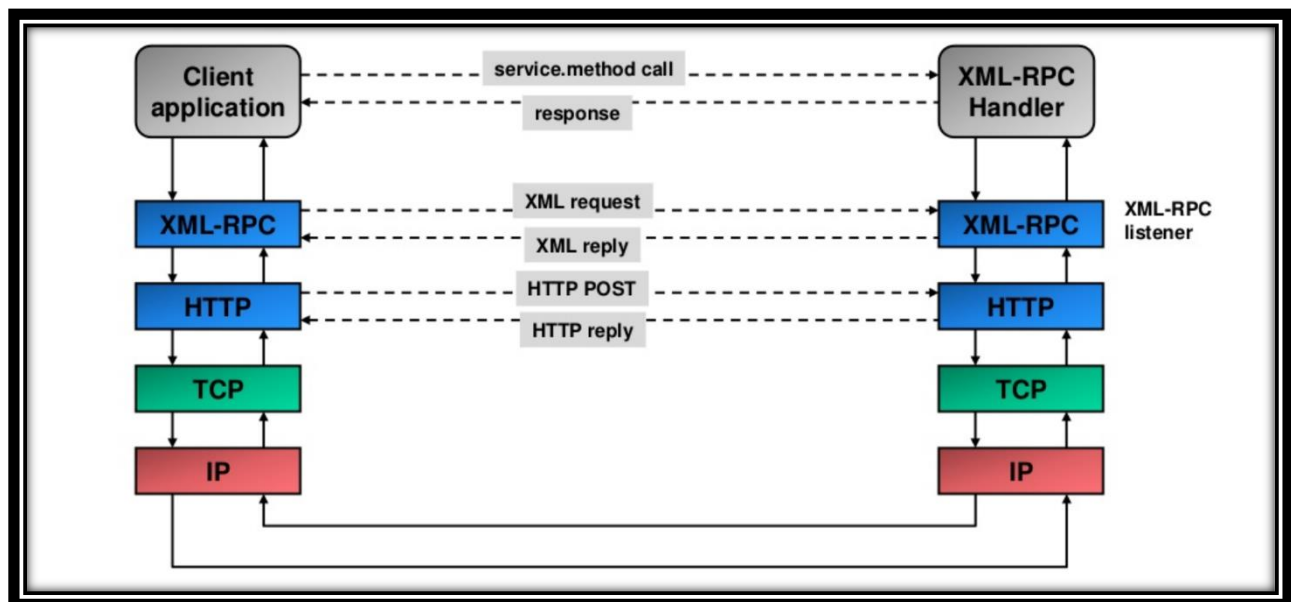 Client
application
service.method call
response
XML-RPC
Handler
XML-RPC
XML request
XML reply
XML-RPC
XML-RPC
listener
HTTP
HTTP POST
HTTP reply
HTTP
TCP
TCP
IP
IP